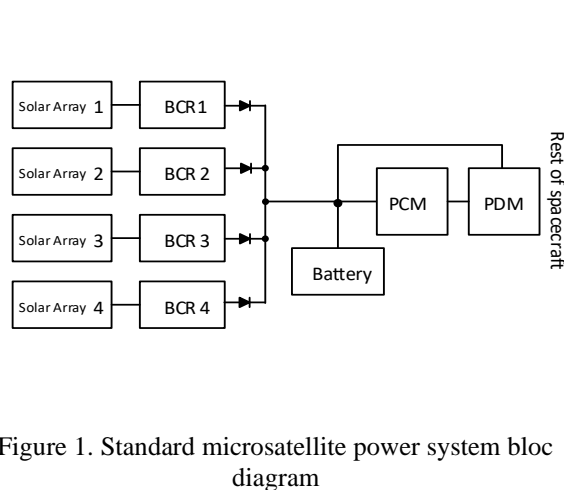 Solar Array 1
BCR1
Solar Array 2
BCR 2
Solar Array 3
BCR 3
Solar Array 4
BCR 4
Battery
PCM
PDM
Rest of spacecraft
Figure 1. Standard microsatellite power system bloc
diagram